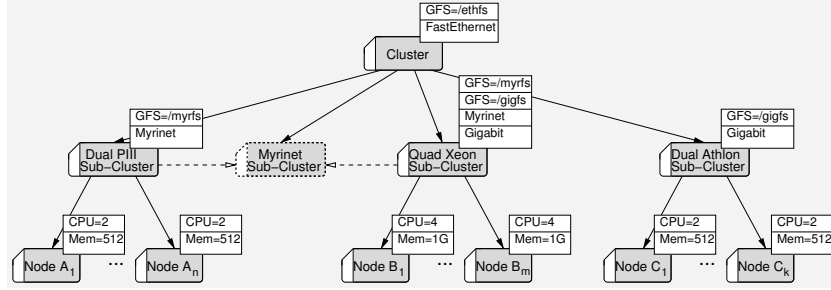 GFS=/ethfs
FastEthernet
Cluster
GFS=/myrfs
GFS=/gigfs
Myrinet
Gigabit
GFS=/myrfs
Myrinet
GFS=/gigfs
Gigabit
Dual PIII
Sub-Cluster
Myrinet
Sub-Cluster
Quad Xeon
Sub-Cluster
Dual Athlon
Sub-Cluster
CPU=2
Mem=512
Node A1
...
CPU=2
Mem=512
Node An
CPU=4
Mem=1G
Node B1
...
CPU=4
Mem=1G
Node Bm
CPU=2
Mem=512
Node C1
...
CPU=2
Mem=512
Node Ck